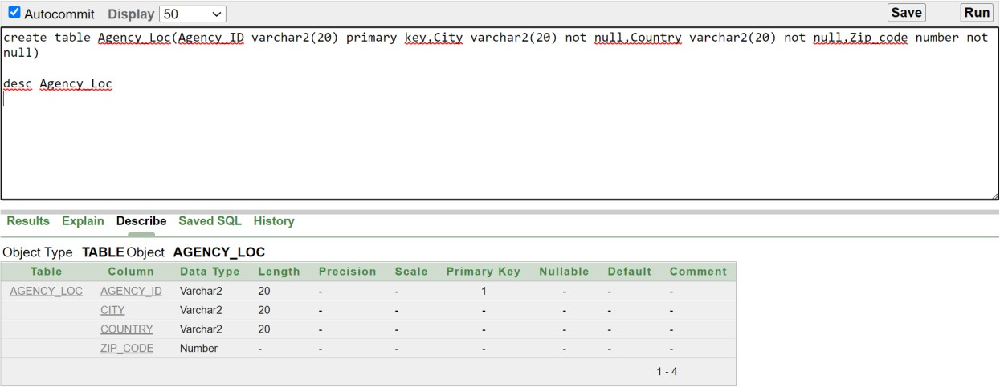 Autocommit Display 50 Save Run
create table Agency_Loc(Agency_ID varchar2(20) primary key,City varchar2(20) not null,Country varchar2(20) not null,Zip_code number not
null)
desc Agency_Loc
Results Explain Describe Saved SQL History
Object Type TABLE Object AGENCY_LOC
Table Column Data Type Length Precision Scale Primary Key Nullable Default Comment
AGENCY_LOC AGENCY_ID Varchar2 20 - - 1 - - -
CITY Varchar2 20 - - - - - -
COUNTRY Varchar2 20 - - - - - -
ZIP_CODE Number - - - - - - -
1 - 4